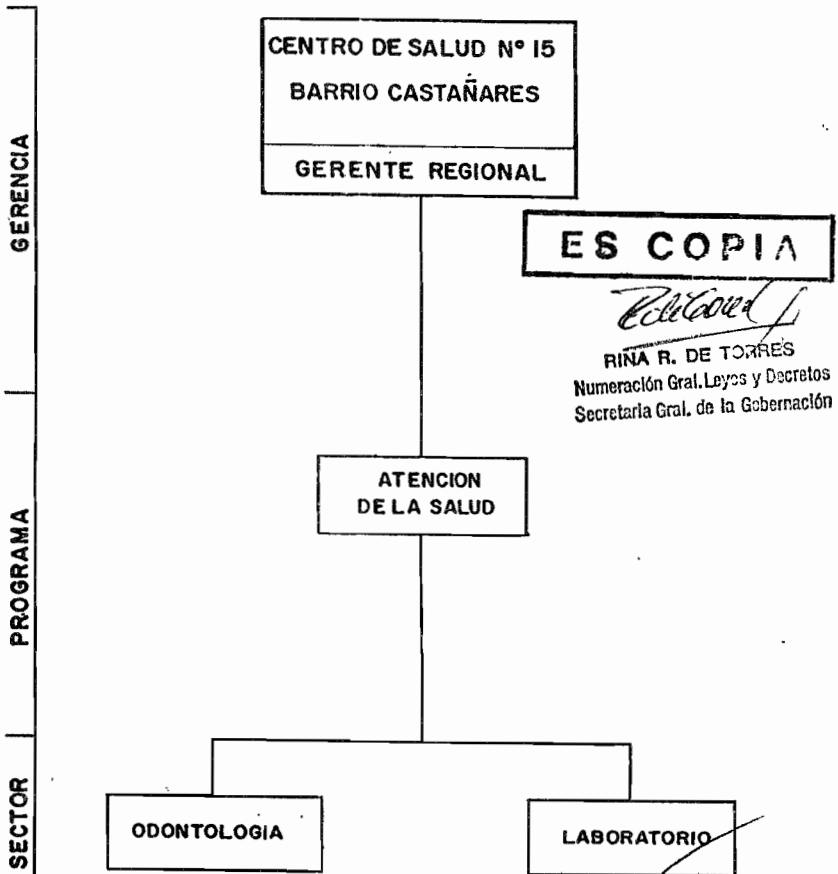 CENTRO DE SALUD Nº 15
BARRIO CASTAÑARES
GERENTE REGIONAL
GERENCIA
ES COPIA
RINA R. DE TORRES
Numeración Gral. Leyes y Decretos
Secretaria Gral. de la Gobernación
ATENCION
DE LA SALUD
PROGRAMA
SECTOR
ODONTOLOGIA
LABORATORIO